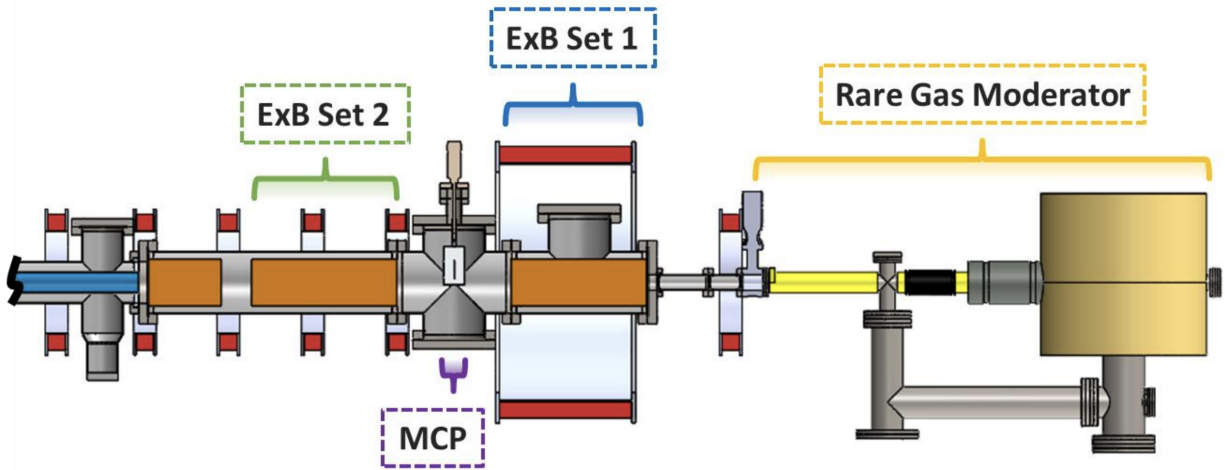 ExB Set 1
Rare Gas Moderator
ExB Set 2
MCP